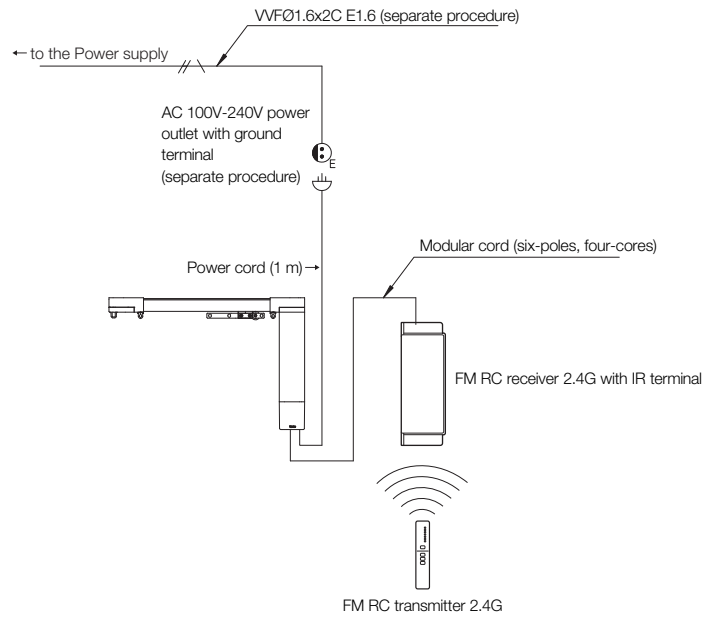 VVFØ1.6x2C E1.6 (separate procedure)
← to the Power supply
AC 100V-240V power
outlet with ground
terminal
(separate procedure)
E
Modular cord (six-poles, four-cores)
Power cord (1 m)→
FM RC receiver 2.4G with IR terminal
FM RC transmitter 2.4G